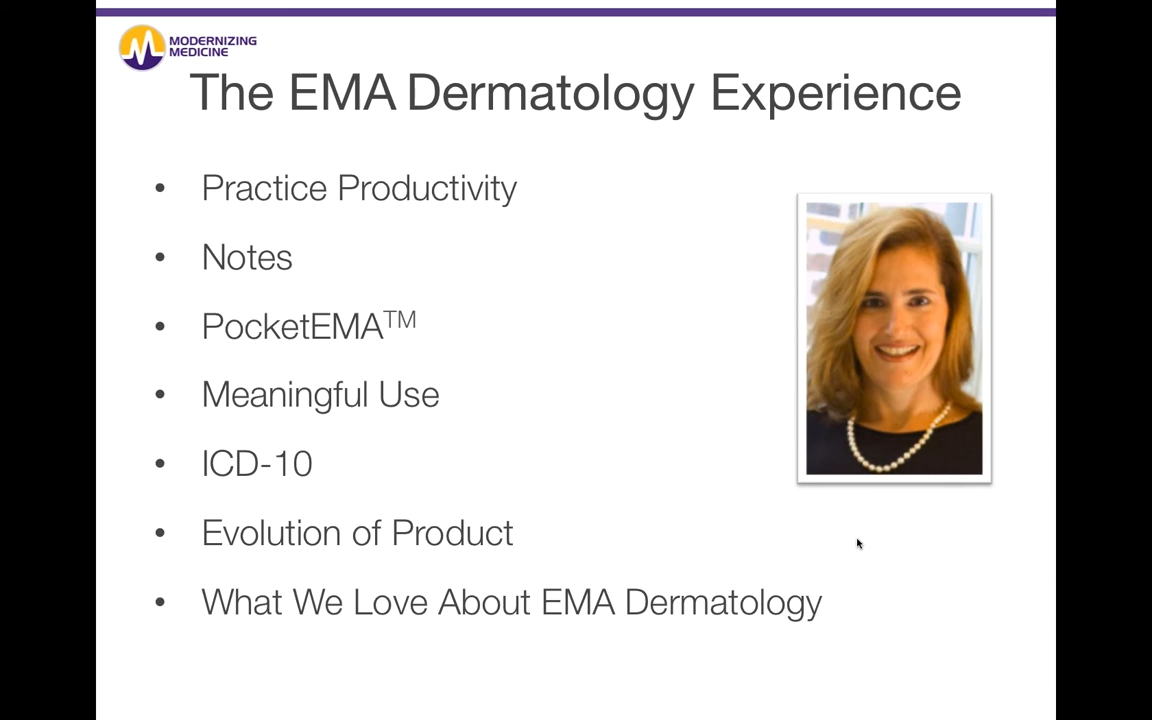 MODERNIZING
MEDICINE
The EMA Dermatology Experience
• Practice Productivity
• Notes
• PocketEMA™
• Meaningful Use
• ICD-10
• Evolution of Product
• What We Love About EMA Dermatology